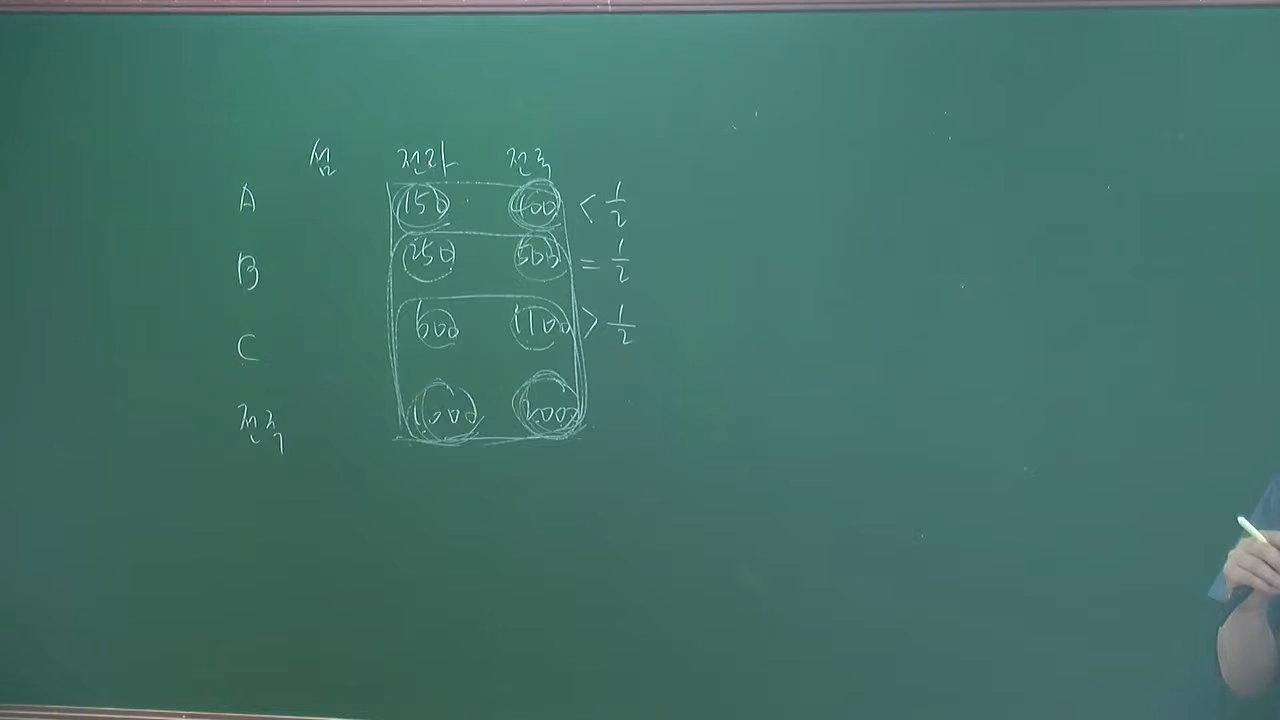 섬 전라 전국
A 150 400 < 1/2
B 250 500 = 1/2
C 600 1100 > 1/2
전국 1000 2000